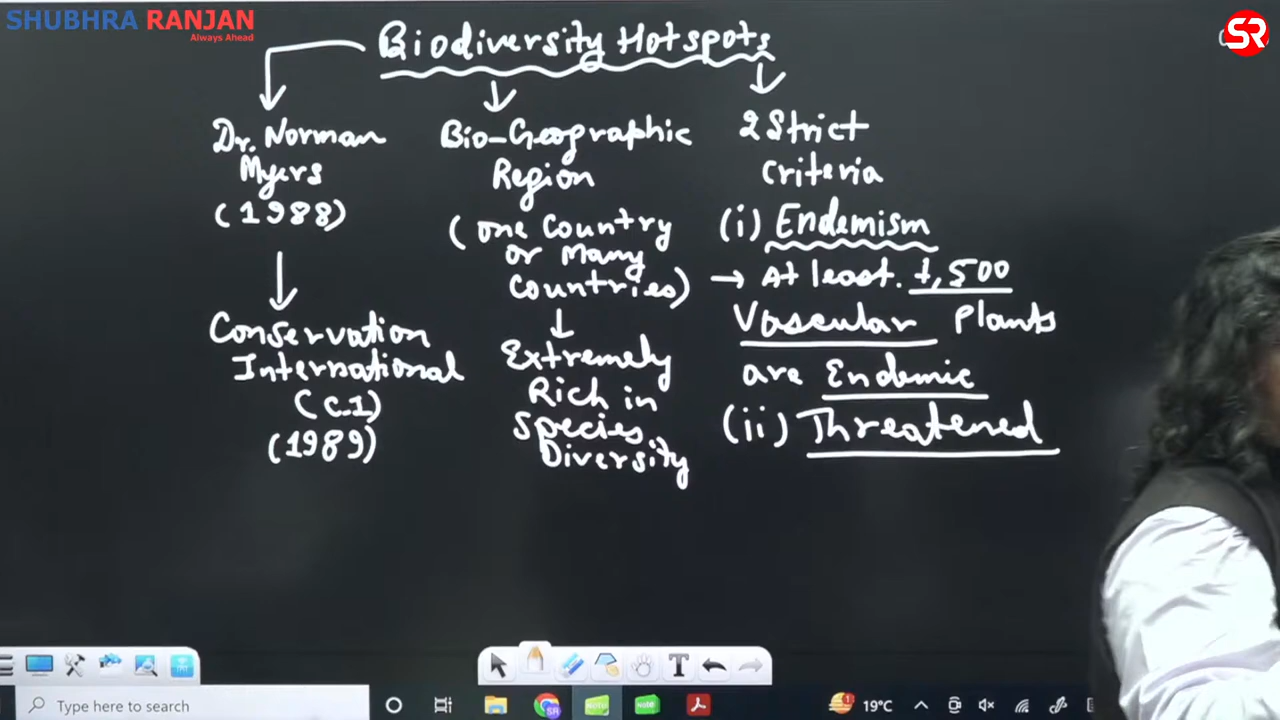 SHUBHRA RANJAN
Always Ahead
SR
Biodiversity Hotspots
Dr. Norman
Myers
(1988)
Conservation
International
(C.I)
(1989)
Bio-Geographic
Region
(one Country
or Many
Countries)
Extremely
Rich in
Species
Diversity
2 Strict
Criteria
(i) Endemism
→ At least 1,500
Vascular Plants
are Endemic
(ii) Threatened
T
Type here to search
SR
19°C